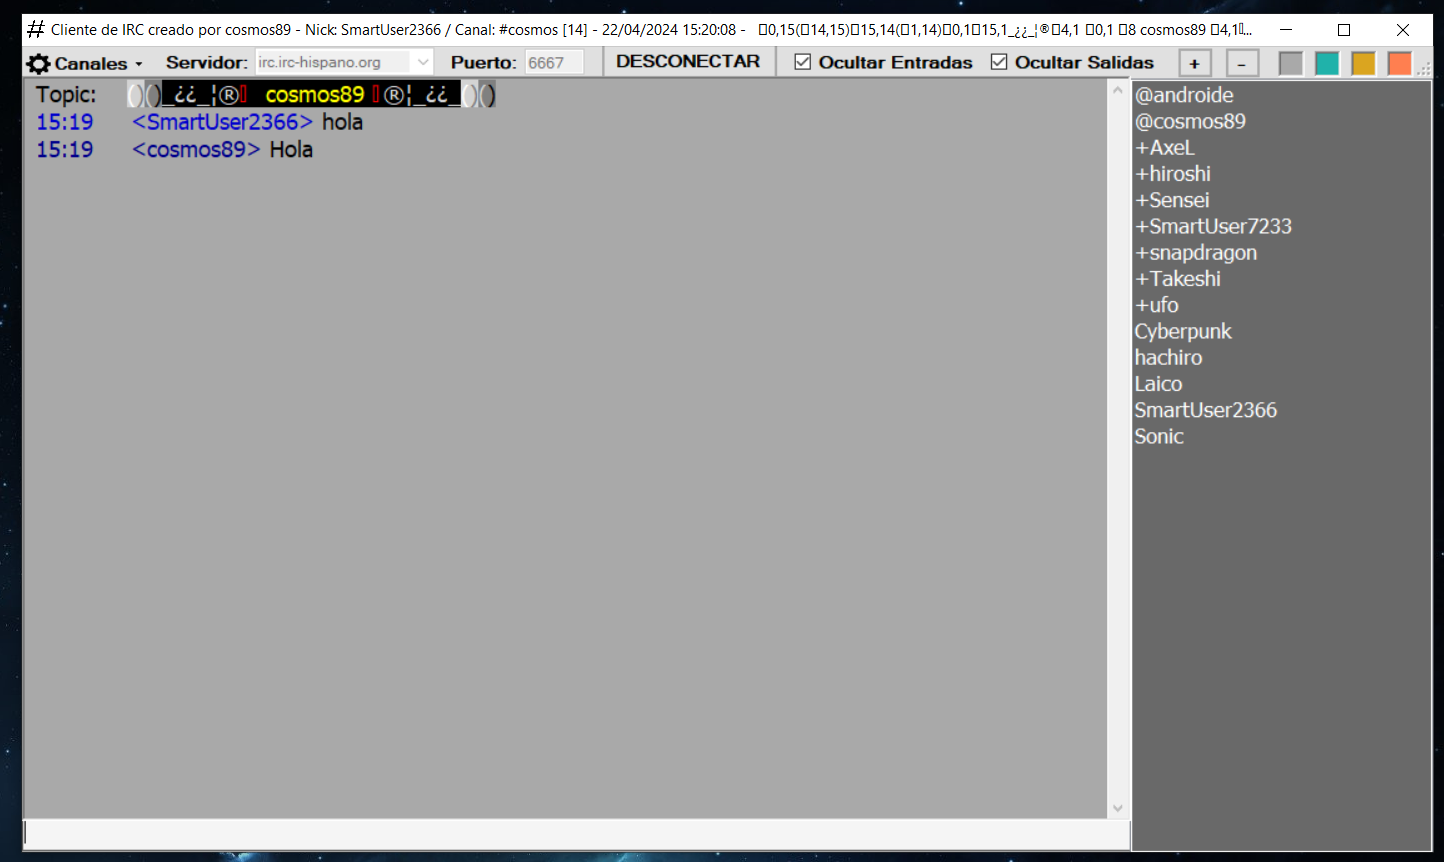 Cliente de IRC creado por cosmos89 - Nick: SmartUser2366 / Canal: #cosmos [14] - 22/04/2024 15:20:08 - ▯0,15(▯14,15)▯15,14(▯1,14)▯0,1▯15,1_¿¿_¦®▯4,1 ▯0,1 ▯8 cosmos89 ▯4,1▯...
Canales Servidor: irc.irc-hispano.org Puerto: 6667 DESCONECTAR Ocultar Entradas Ocultar Salidas + -
Topic: ()()_¿¿_¦®▯ cosmos89 ▯®¦_¿¿_()()
15:19 <SmartUser2366> hola
15:19 <cosmos89> Hola
@androide
@cosmos89
+AxeL
+hiroshi
+Sensei
+SmartUser7233
+snapdragon
+Takeshi
+ufo
Cyberpunk
hachiro
Laico
SmartUser2366
Sonic